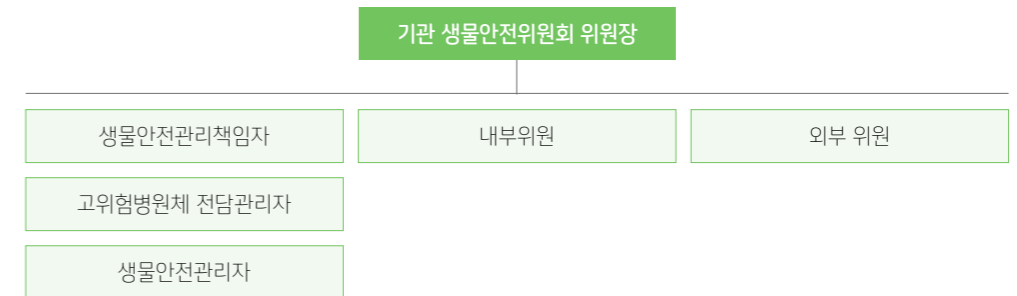 기관 생물안전위원회 위원장
생물안전관리책임자
내부위원
외부 위원
고위험병원체 전담관리자
생물안전관리자